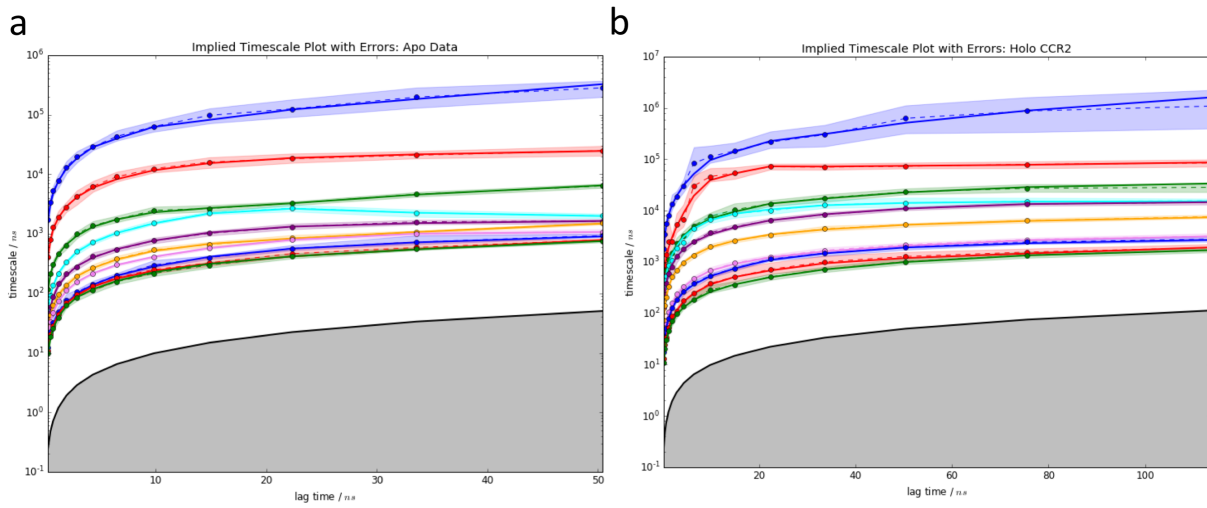 a
Implied Timescale Plot with Errors: Apo Data
10^6
10^5
10^4
10^3
10^2
10^1
10^0
10^-1
timescale / ns
10 20 30 40 50
lag time / ns
b
Implied Timescale Plot with Errors: Holo CCR2
10^7
10^6
10^5
10^4
10^3
10^2
10^1
10^0
10^-1
timescale / ns
20 40 60 80 100
lag time / ns